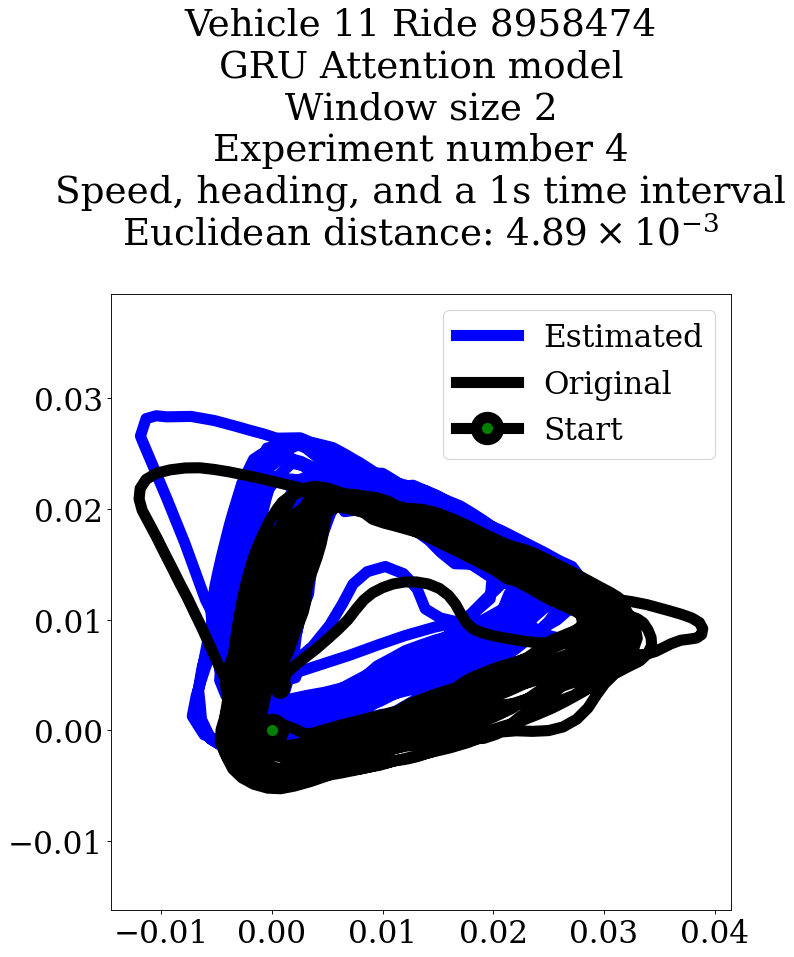 Vehicle 11 Ride 8958474
GRU Attention model
Window size 2
Experiment number 4
Speed, heading, and a 1s time interval
Euclidean distance: 4.89 × 10⁻³
Estimated
Original
Start
0.03
0.02
0.01
0.00
−0.01
−0.01 0.00 0.01 0.02 0.03 0.04